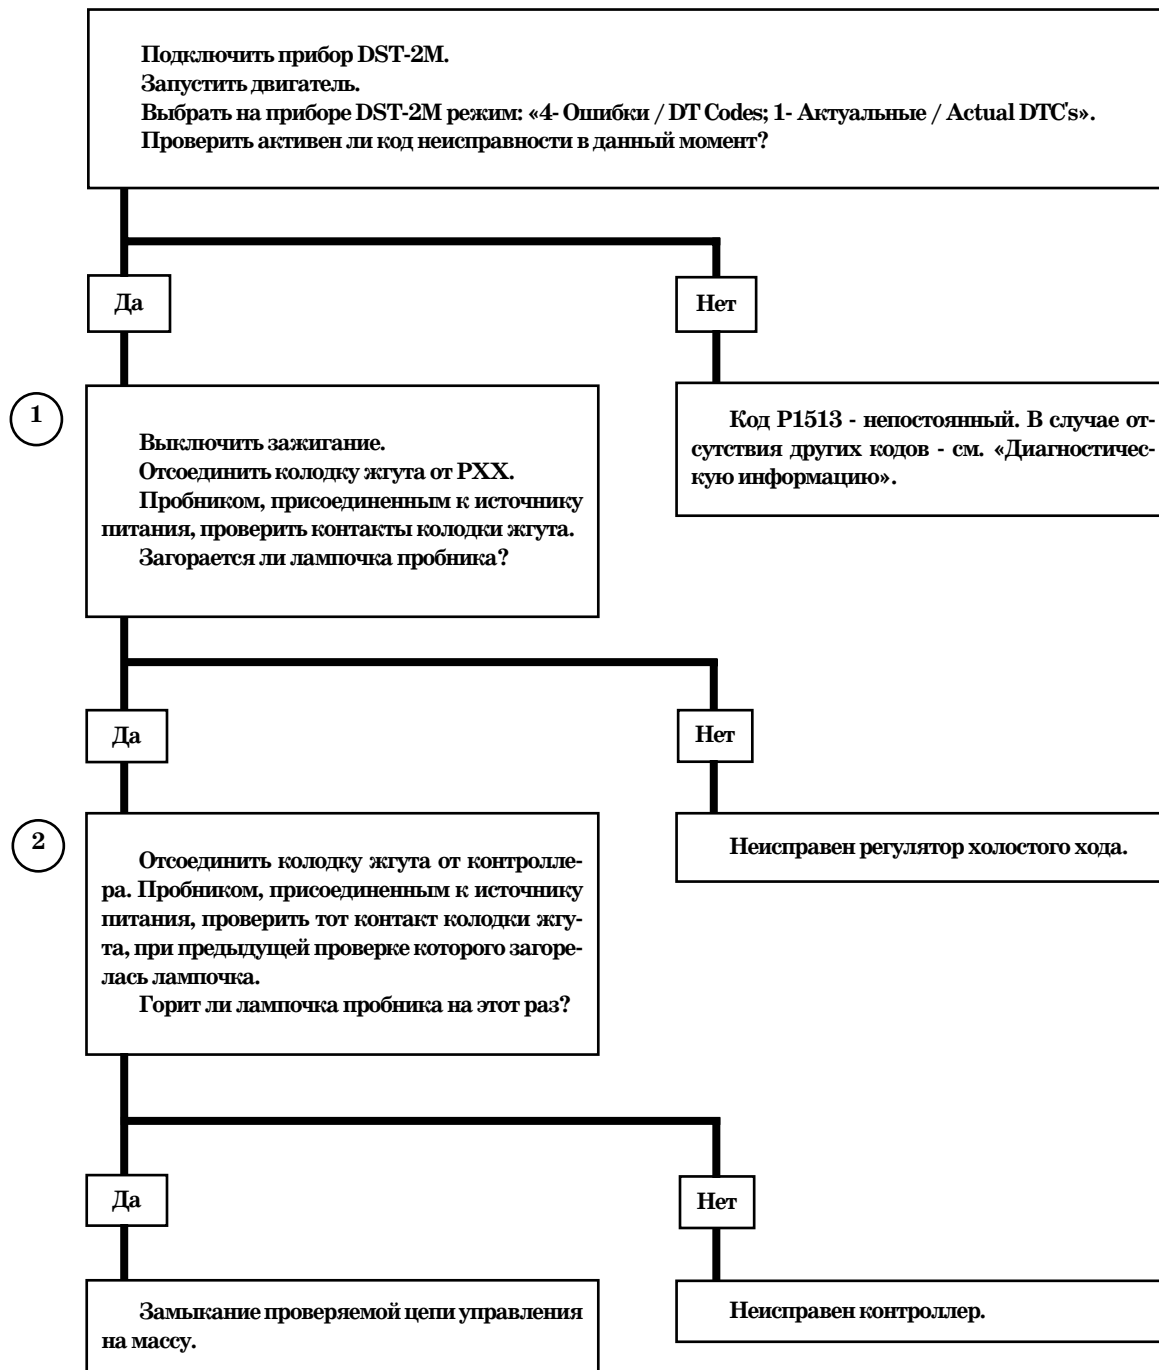 Подключить прибор DST-2M.
Запустить двигатель.
Выбрать на приборе DST-2M режим: «4- Ошибки / DT Codes; 1- Актуальные / Actual DTC's».
Проверить активен ли код неисправности в данный момент?
Да
Нет
1
Выключить зажигание.
Отсоединить колодку жгута от РХХ.
Пробником, присоединенным к источнику
питания, проверить контакты колодки жгута.
Загорается ли лампочка пробника?
Код P1513 - непостоянный. В случае от-
сутствия других кодов - см. «Диагностичес-
кую информацию».
Да
Нет
2
Отсоединить колодку жгута от контролле-
ра. Пробником, присоединенным к источнику
питания, проверить тот контакт колодки жгу-
та, при предыдущей проверке которого загоре-
лась лампочка.
Горит ли лампочка пробника на этот раз?
Неисправен регулятор холостого хода.
Да
Нет
Замыкание проверяемой цепи управления
на массу.
Неисправен контроллер.